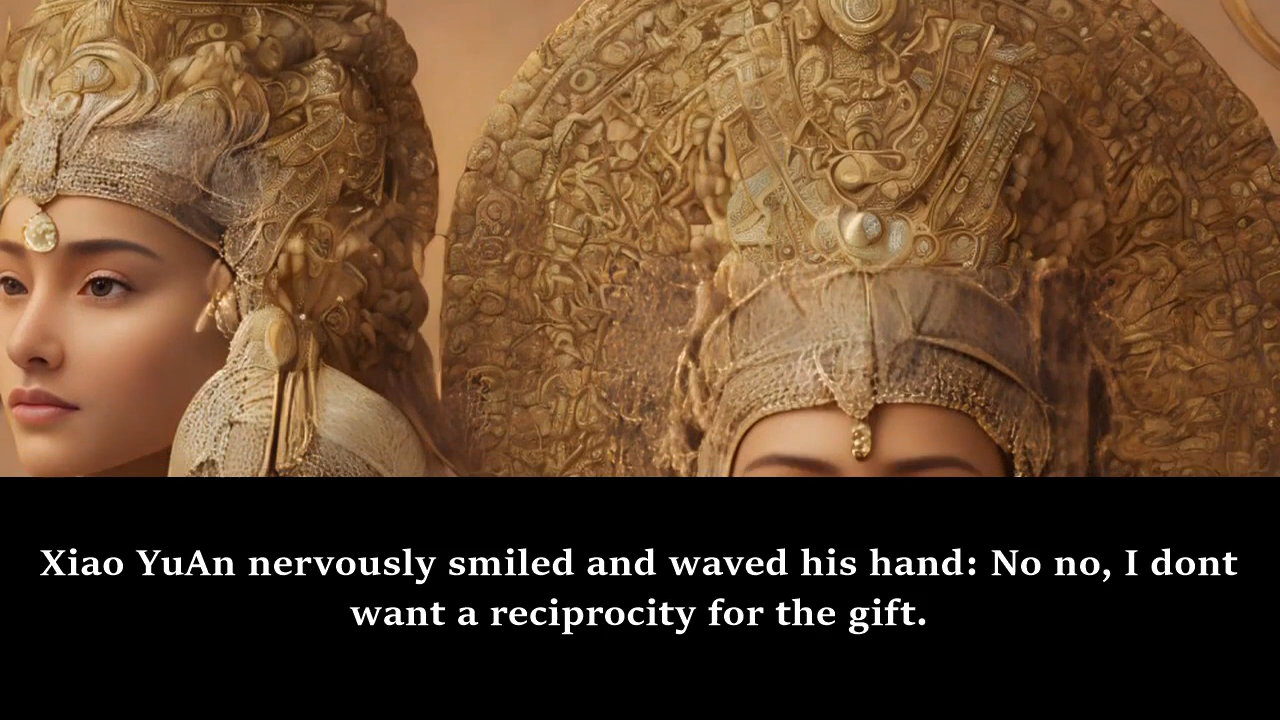 Xiao YuAn nervously smiled and waved his hand: No no, I dont
want a reciprocity for the gift.